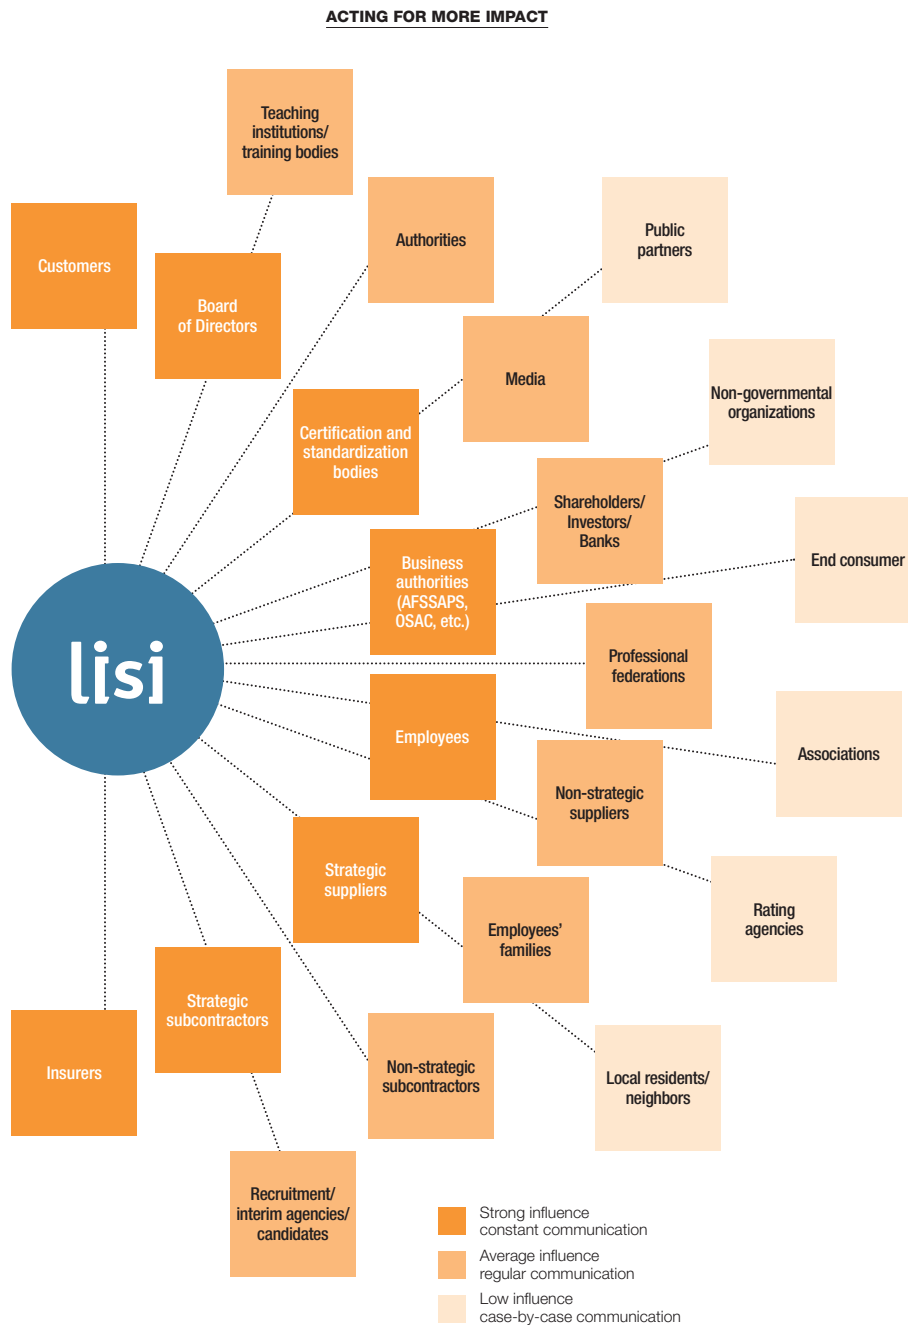 ACTING FOR MORE IMPACT
Teaching
institutions/
training bodies
Authorities
Public
partners
Customers
Board
of Directors
Media
Non-governmental
organizations
Certification and
standardization
bodies
Shareholders/
Investors/
Banks
Business
authorities
(AFSSAPS,
OSAC, etc.)
End consumer
lisi
Professional
federations
Employees
Associations
Non-strategic
suppliers
Strategic
suppliers
Rating
agencies
Employees’
families
Strategic
subcontractors
Insurers
Non-strategic
subcontractors
Local residents/
neighbors
Recruitment/
interim agencies/
candidates
Strong influence
constant communication
Average influence
regular communication
Low influence
case-by-case communication